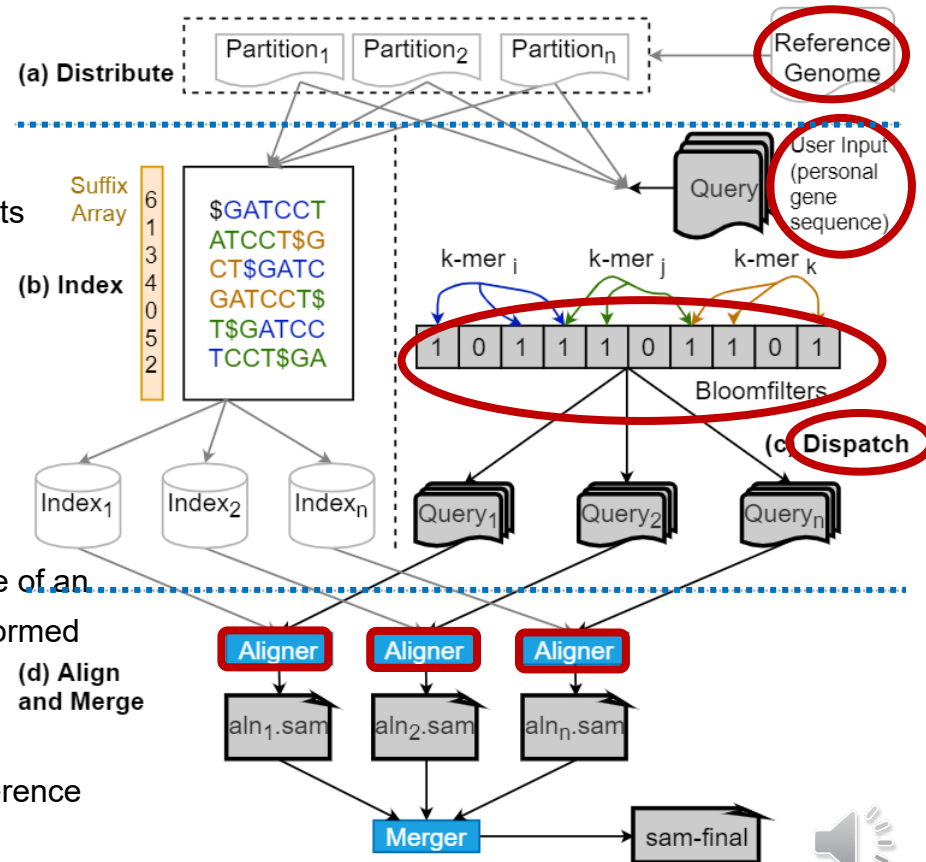 Partition1 Partition2 Partitionn
Reference
Genome
(a) Distribute
User Input
(personal
gene
sequence)
Query
Suffix
Array
6
1
3
4
0
5
2
$GATCCT
ATCCT$G
CT$GATC
GATCCT$
T$GATCC
TCCT$GA
ts
(b) Index
k-mer i k-mer j k-mer k
1 0 1 1 1 0 1 1 0 1
Bloomfilters
(c) Dispatch
Index1 Index2 Indexn
Query1 Query2 Queryn
e of an
ormed
Aligner Aligner Aligner
(d) Align
and Merge
aln1.sam aln2.sam alnn.sam
erence
Merger sam-final